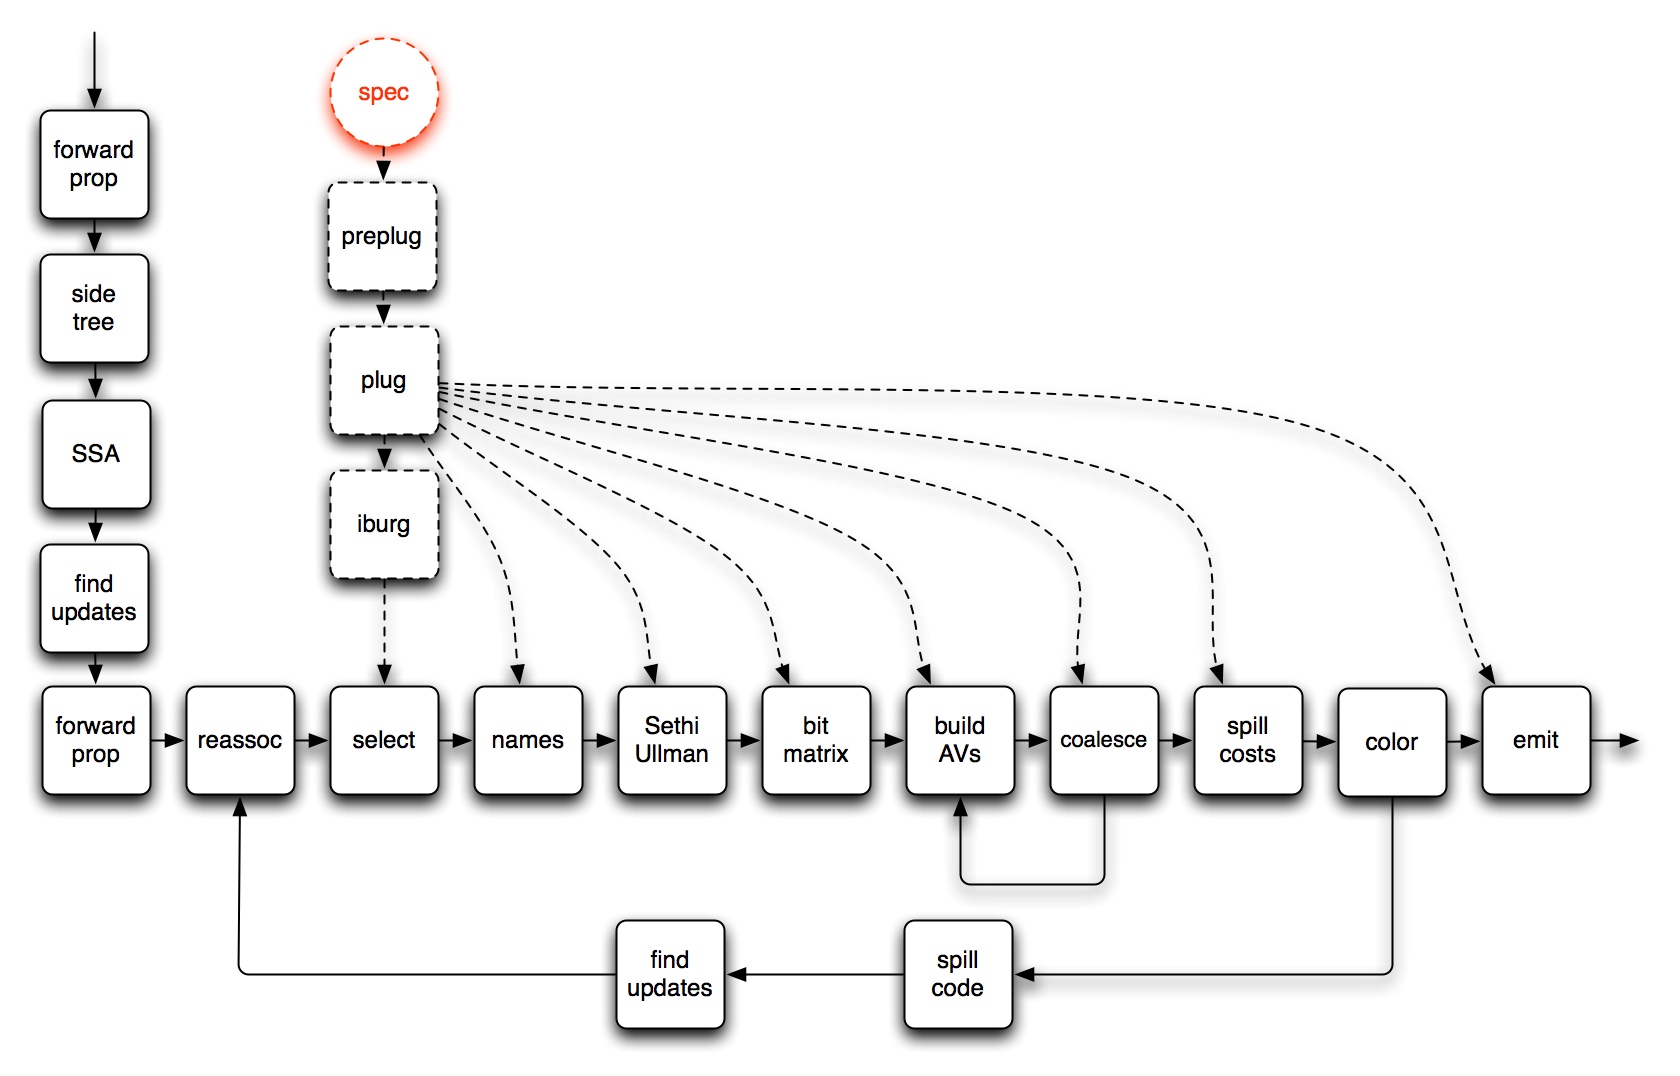 spec
forward
prop
preplug
side
tree
plug
SSA
iburg
find
updates
forward
prop
reassoc
select
names
Sethi
Ullman
bit
matrix
build
AVs
coalesce
spill
costs
color
emit
find
updates
spill
code